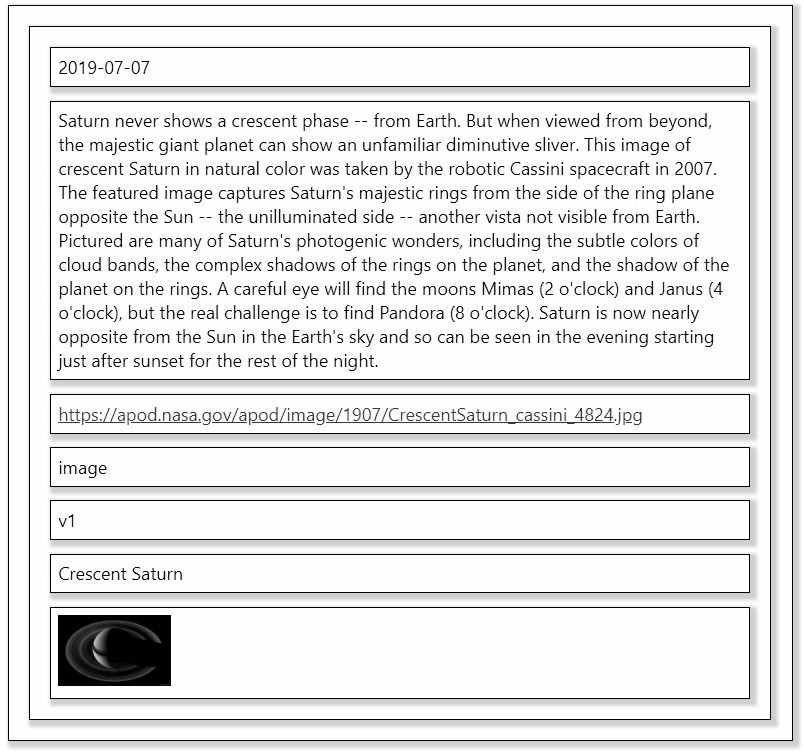 2019-07-07
Saturn never shows a crescent phase -- from Earth. But when viewed from beyond,
the majestic giant planet can show an unfamiliar diminutive sliver. This image of
crescent Saturn in natural color was taken by the robotic Cassini spacecraft in 2007.
The featured image captures Saturn's majestic rings from the side of the ring plane
opposite the Sun -- the unilluminated side -- another vista not visible from Earth.
Pictured are many of Saturn's photogenic wonders, including the subtle colors of
cloud bands, the complex shadows of the rings on the planet, and the shadow of the
planet on the rings. A careful eye will find the moons Mimas (2 o'clock) and Janus (4
o'clock), but the real challenge is to find Pandora (8 o'clock). Saturn is now nearly
opposite from the Sun in the Earth's sky and so can be seen in the evening starting
just after sunset for the rest of the night.
https://apod.nasa.gov/apod/image/1907/CrescentSaturn_cassini_4824.jpg
image
v1
Crescent Saturn